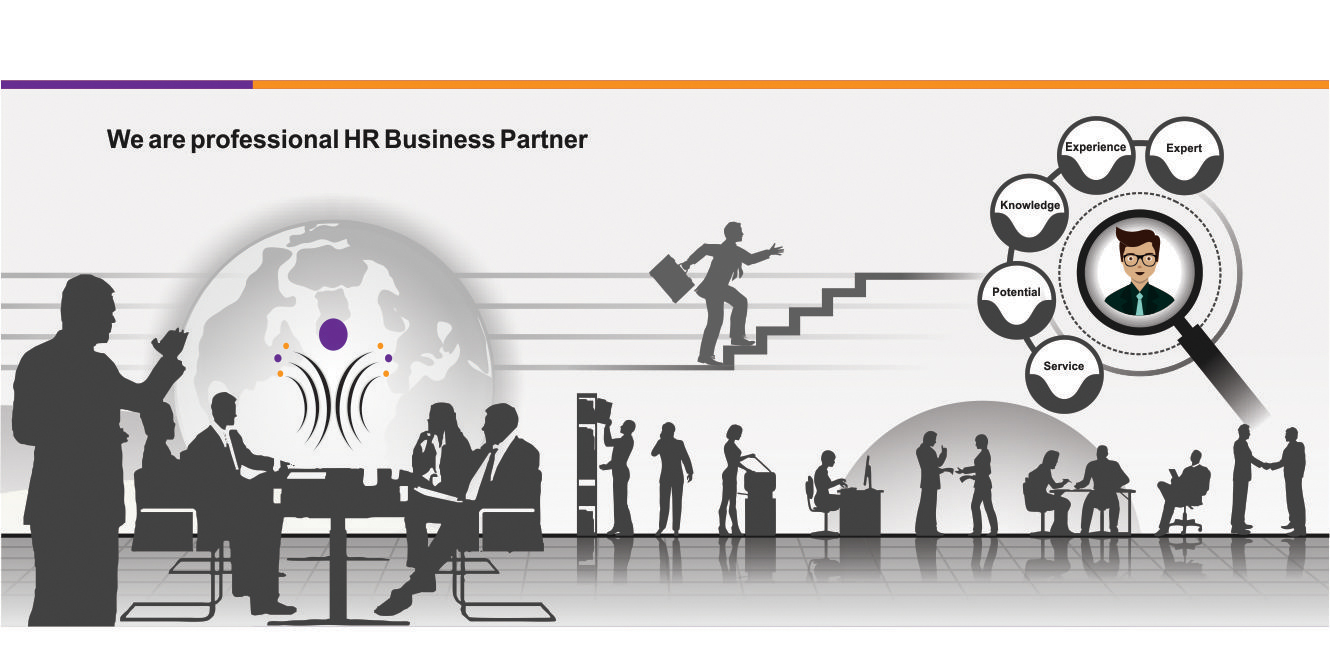 We are professional HR Business Partner
Experience
Expert
Knowledge
Potential
Service